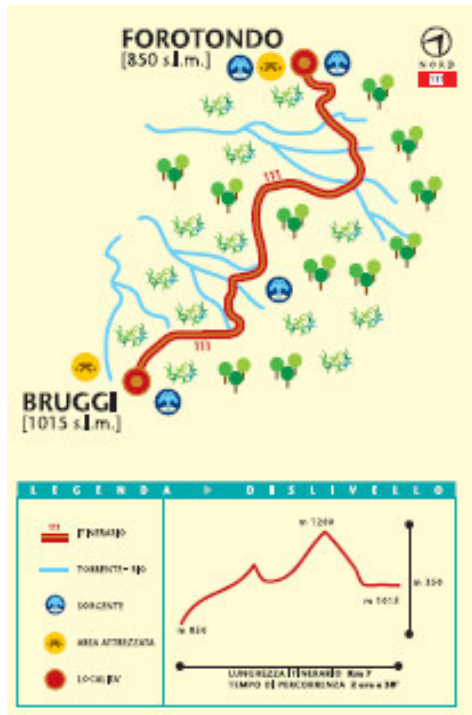 FOROTONDO
[850 s.l.m.]
NORD
111
111
111
BRUGGI
[1015 s.l.m.]
LEGENDA DISLIVELLO
111
ITINERARIO
TORRENTE - RIO
SORGENTE
AREA ATTREZZATA
LOCALITA'
m 1200
m 350
m 1015
m 850
LUNGHEZZA ITINERARIO Km 7
TEMPO DI PERCORRENZA 2 ore e 30'